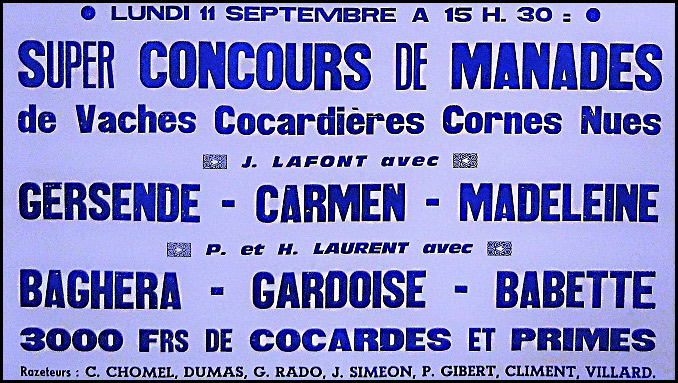 LUNDI 11 SEPTEMBRE A 15 H. 30 :
SUPER CONCOURS DE MANADES
de Vaches Cocardières Cornes Nues
J. LAFONT avec
GERSENDE - CARMEN - MADELEINE
P. et H. LAURENT avec
BAGHERA - GARDOISE - BABETTE
3000 FRS DE COCARDES ET PRIMES
Razeteurs : C. CHOMEL, DUMAS, G. RADO, J. SIMEON, P. GIBERT, CLIMENT, VILLARD.